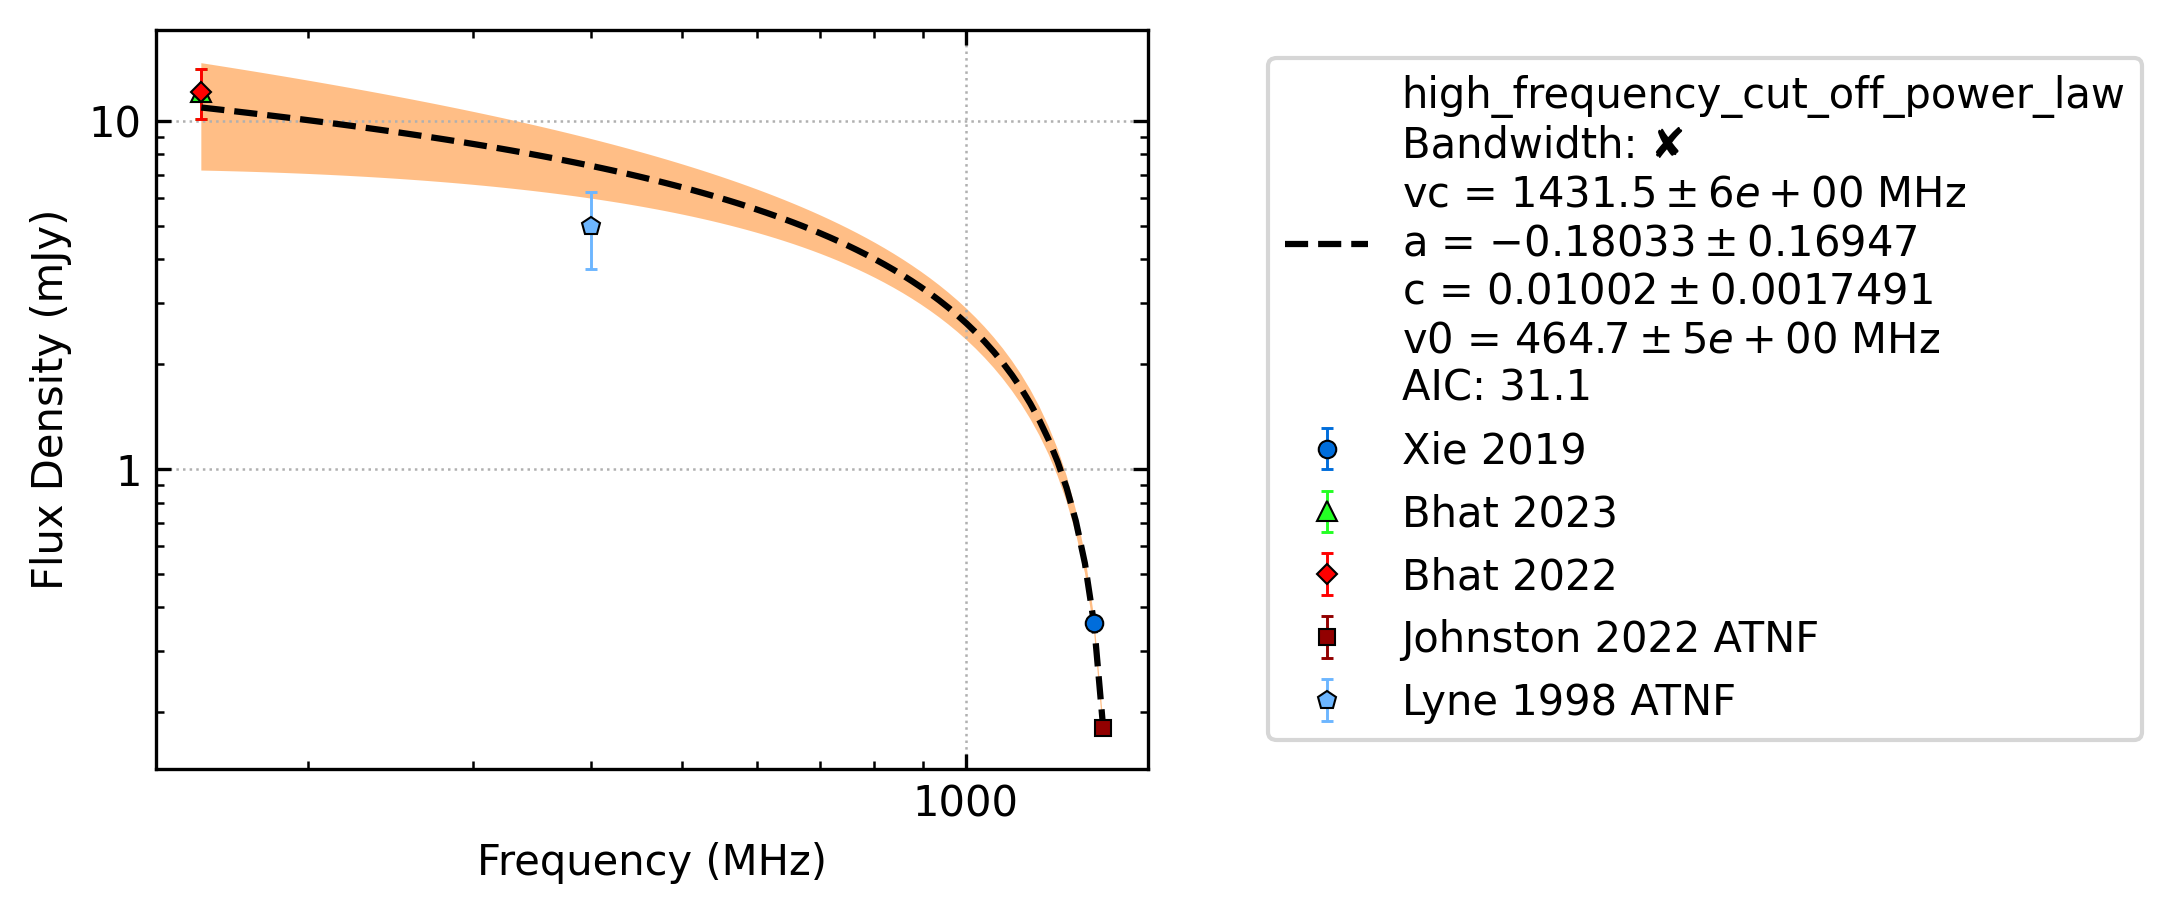 10
1
Flux Density (mJy)
1000
Frequency (MHz)
high_frequency_cut_off_power_law
Bandwidth: ✘
vc = 1431.5 ± 6e + 00 MHz
a = −0.18033 ± 0.16947
c = 0.01002 ± 0.0017491
v0 = 464.7 ± 5e + 00 MHz
AIC: 31.1
Xie 2019
Bhat 2023
Bhat 2022
Johnston 2022 ATNF
Lyne 1998 ATNF